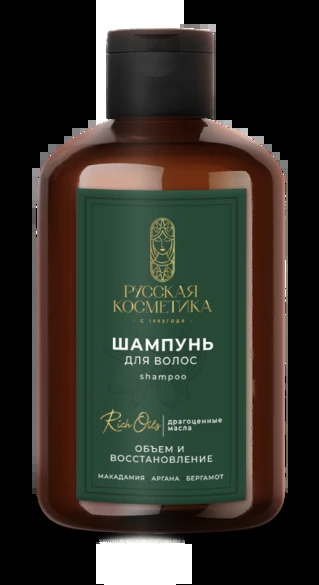 РУССКАЯ
КОСМЕТИКА
ШАМПУНЬ
ДЛЯ ВОЛОС
shampoo
Rich Oils | драгоценные
масла
ОБЪЕМ И
ВОССТАНОВЛЕНИЕ
МАКАДАМИЯ АРГАНА БЕРГАМОТ